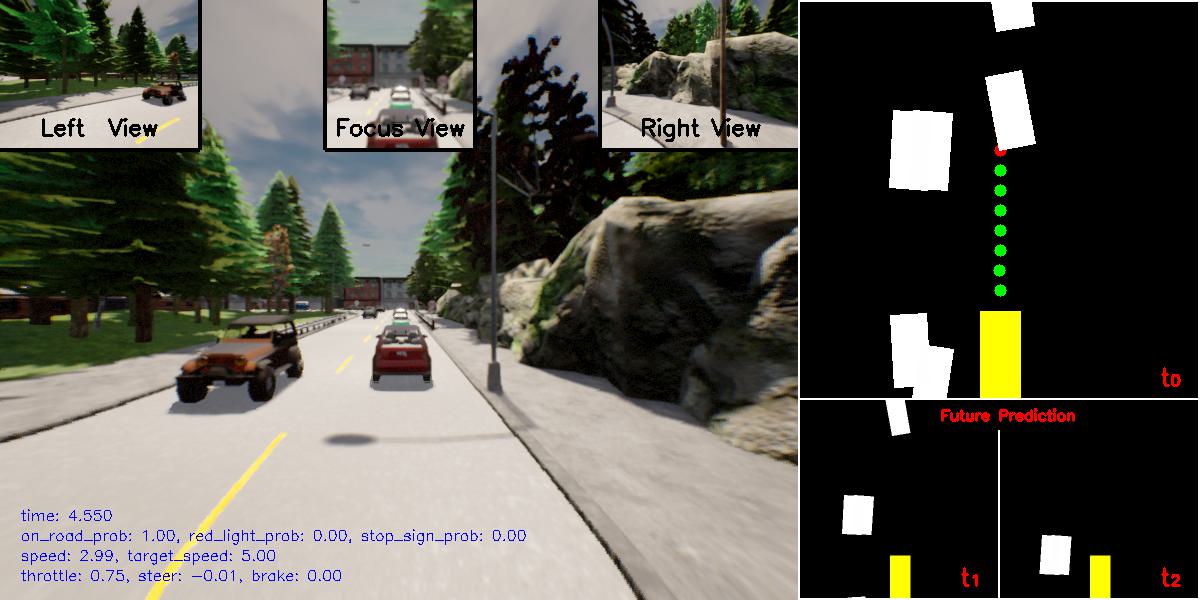 Left View
Focus View
Right View
t0
Future Prediction
t1
t2
time: 4.550
on_road_prob: 1.00, red_light_prob: 0.00, stop_sign_prob: 0.00
speed: 2.99, target_speed: 5.00
throttle: 0.75, steer: -0.01, brake: 0.00